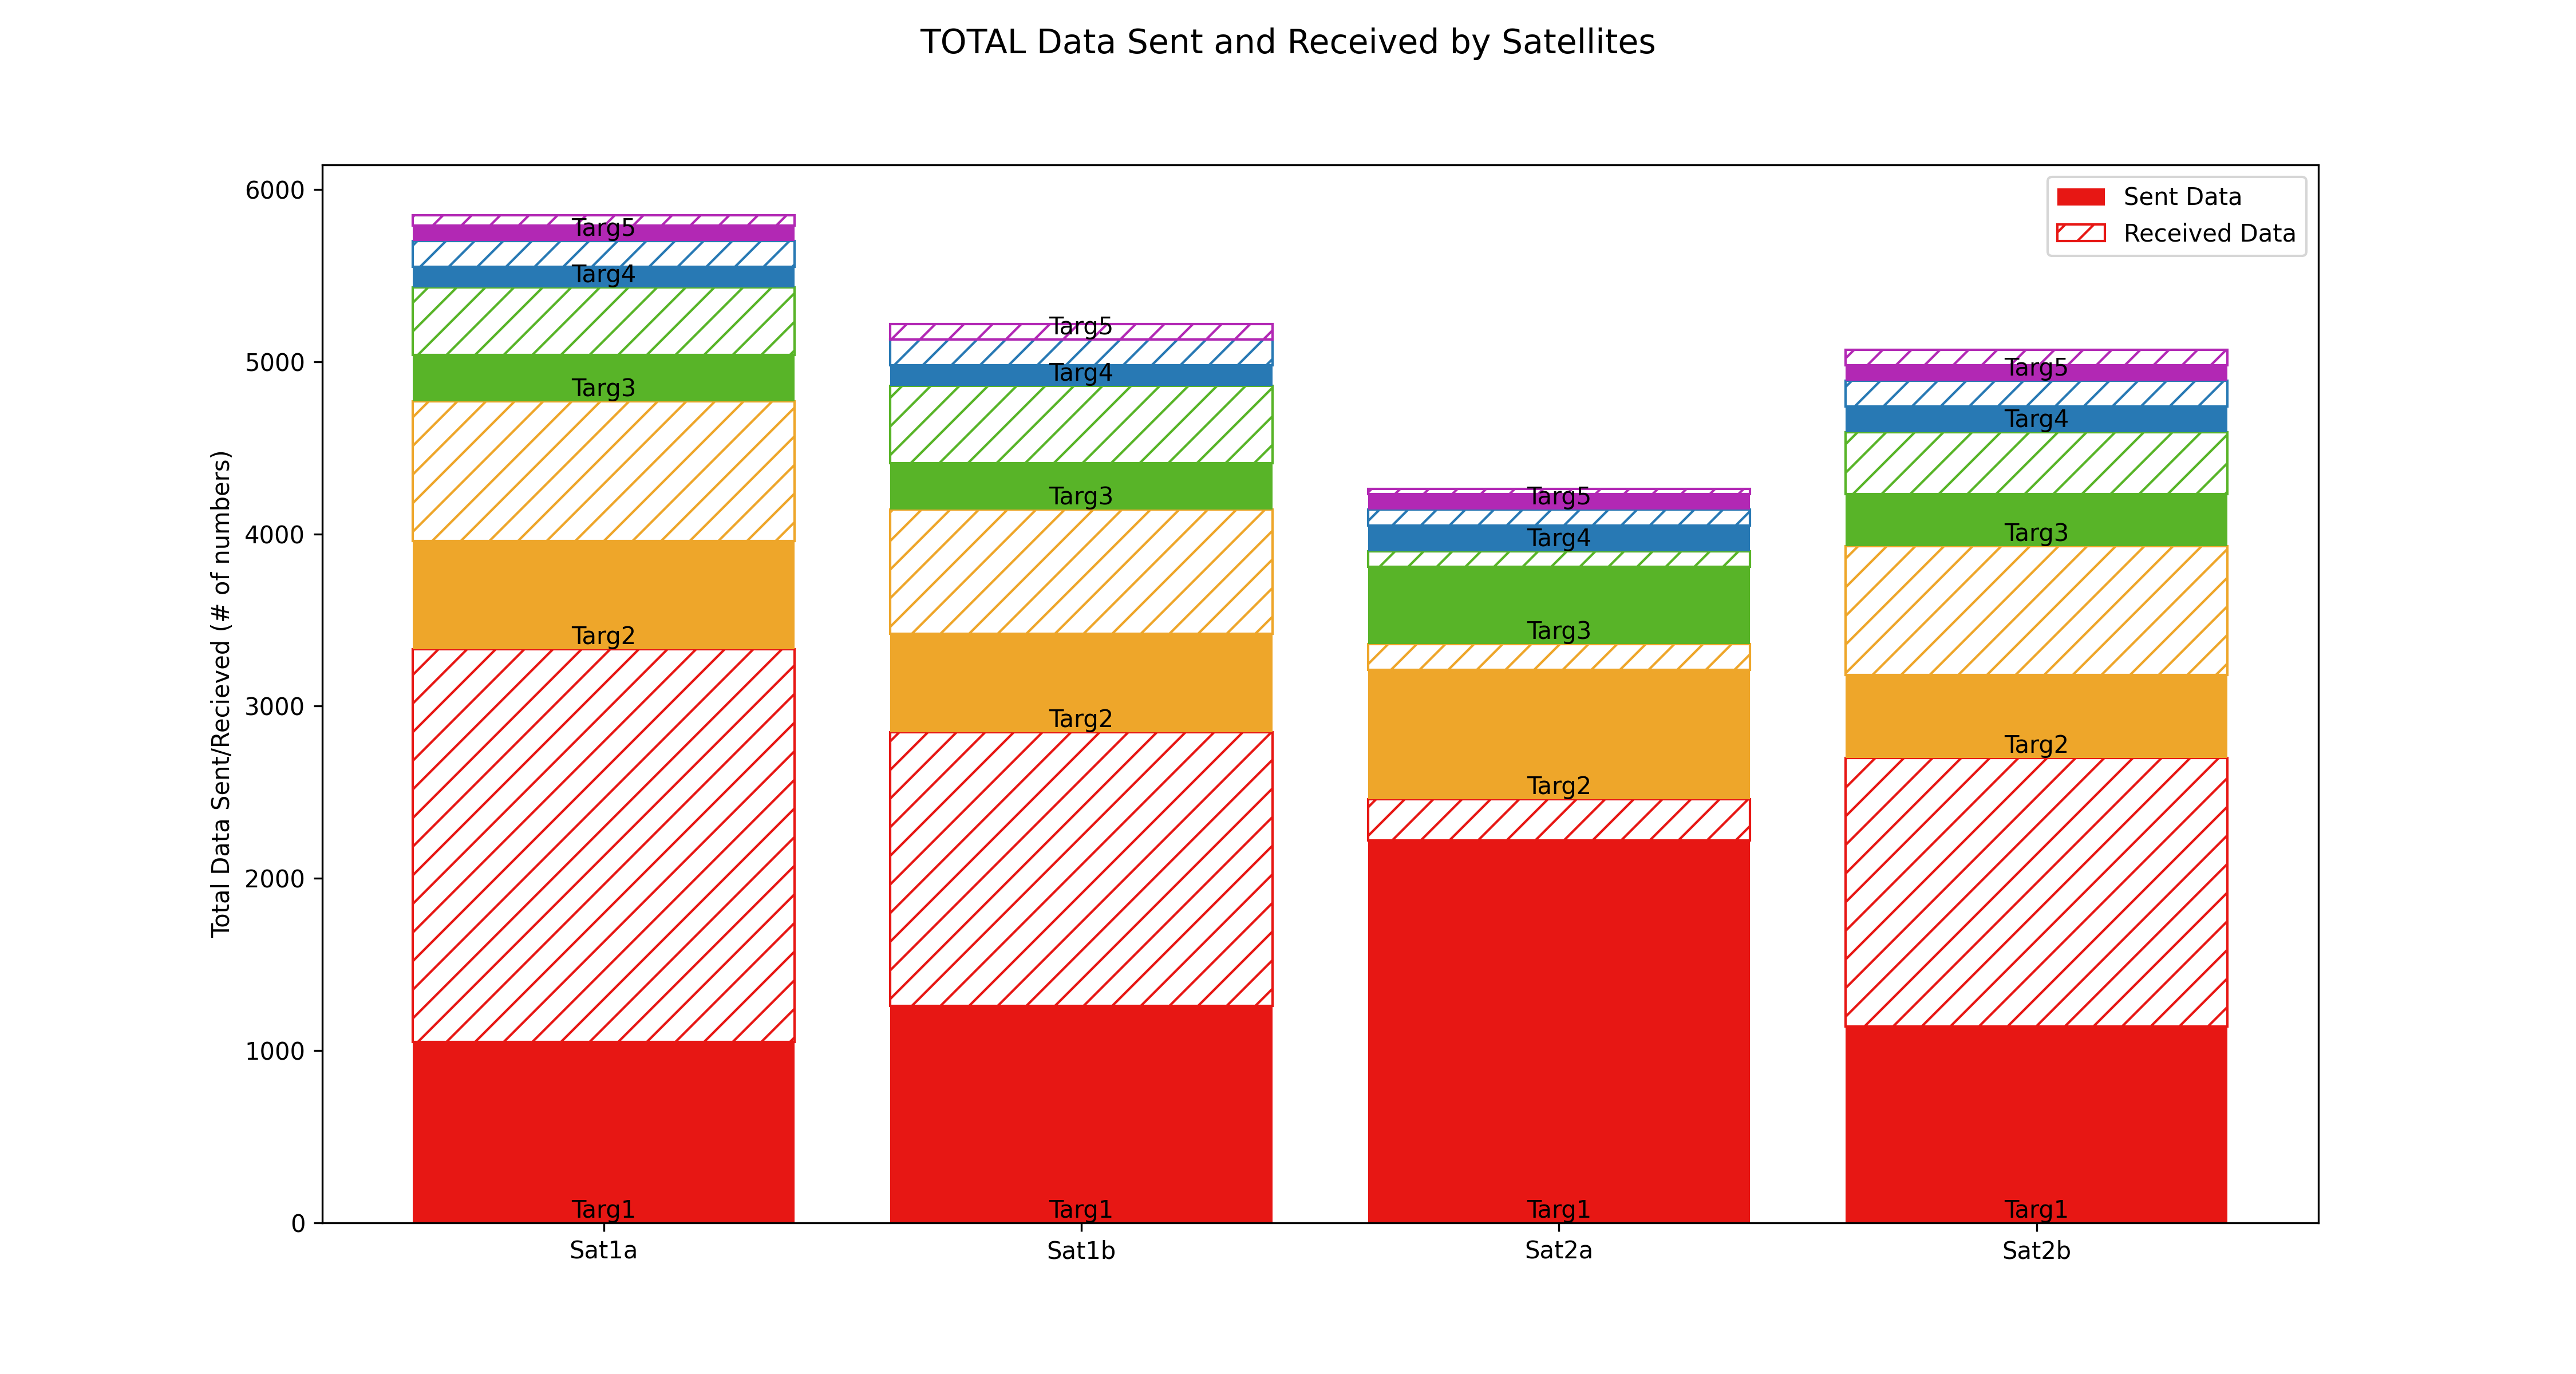 TOTAL Data Sent and Received by Satellites
Total Data Sent/Recieved (# of numbers)
6000
5000
4000
3000
2000
1000
0
Sent Data
Received Data
Targ5
Targ4
Targ3
Targ2
Targ1
Targ5
Targ4
Targ3
Targ2
Targ1
Targ5
Targ4
Targ3
Targ2
Targ1
Targ5
Targ4
Targ3
Targ2
Targ1
Sat1a
Sat1b
Sat2a
Sat2b